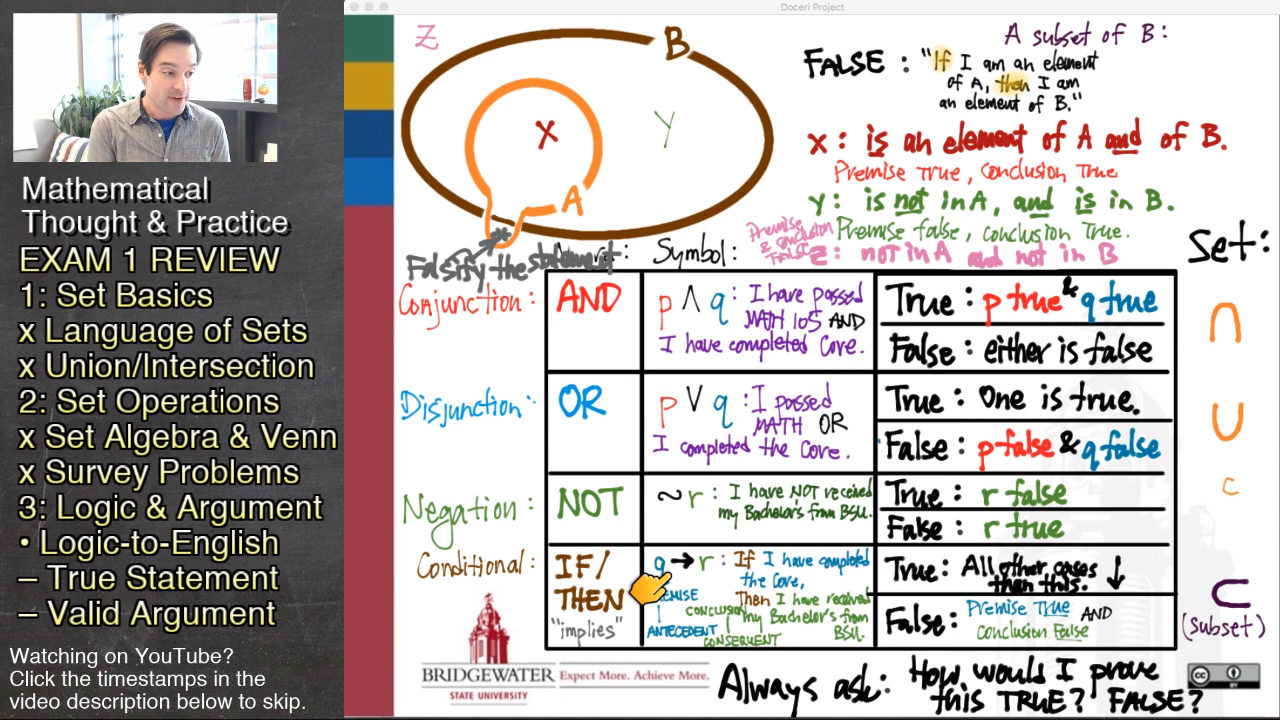 Doceri Project
Mathematical
Thought & Practice
EXAM 1 REVIEW
1: Set Basics
x Language of Sets
x Union/Intersection
2: Set Operations
x Set Algebra & Venn
x Survey Problems
3: Logic & Argument
• Logic-to-English
– True Statement
– Valid Argument
Watching on YouTube?
Click the timestamps in the
video description below to skip.
Z
B
X
Y
A
Falsify the statement
A subset of B:
FALSE : "If I am an element
of A, then I am
an element of B."
x: is an element of A and of B.
Premise True, Conclusion True
y: is not in A, and is in B.
Premise false, conclusion True.
Premise
& conclusion
FALSE
z: not in A and not in B
Symbol:
Set:
Conjunction:
AND
p ∧ q : I have passed
MATH 105 AND
I have completed Core.
True : p true & q true
False : either is false
∩
Disjunction:
OR
p ∨ q : I passed
MATH OR
I completed the Core.
True : One is true.
False : p false & q false
∪
Negation:
NOT
~ r : I have NOT received
my Bachelor's from BSU.
True : r false
False : r true
c
Conditional:
IF/
THEN
"implies"
q → r : If I have completed
the Core,
Then I have received
my Bachelor's from
BSU.
PREMISE
CONCLUSION
ANTECEDENT
CONSEQUENT
True : All other cases
than this. ↓
False : Premise True AND
Conclusion False
⊂
(subset)
BRIDGEWATER
STATE UNIVERSITY
Expect More. Achieve More.
Always ask: How would I prove
this TRUE? FALSE?
CC
BY